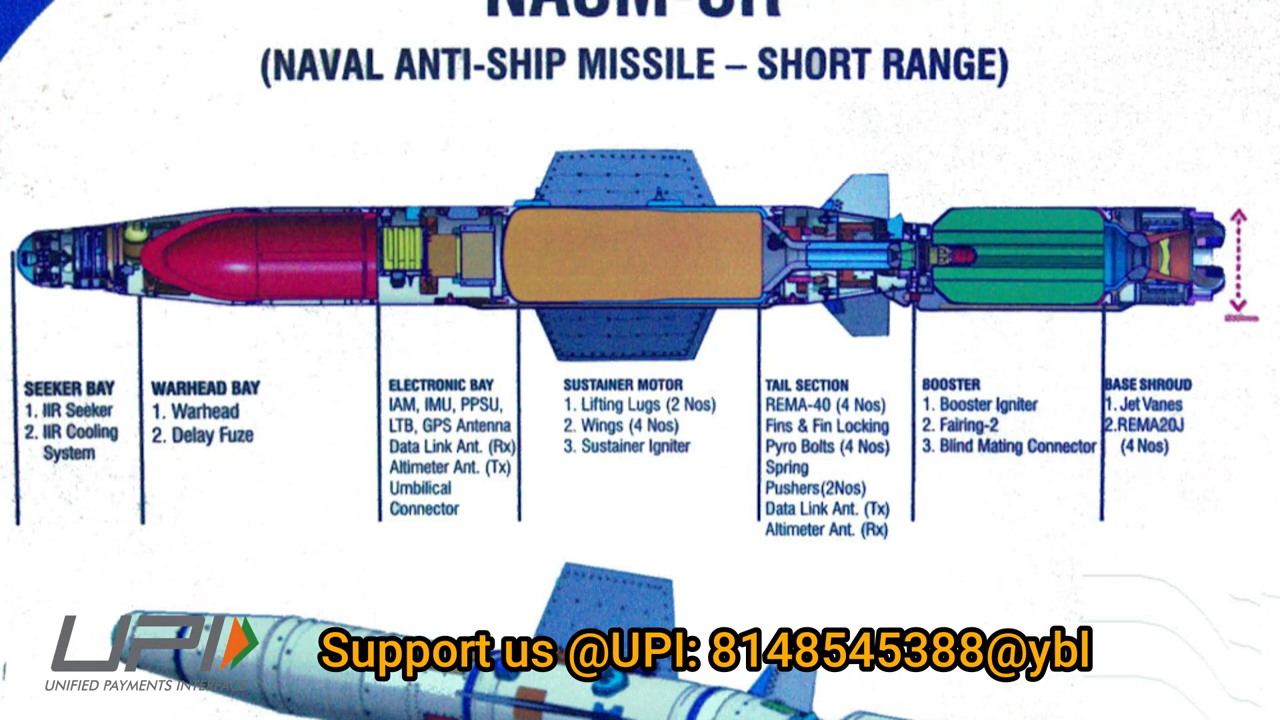 NASM-SR
(NAVAL ANTI-SHIP MISSILE – SHORT RANGE)
SEEKER BAY
1. IIR Seeker
2. IIR Cooling
System
WARHEAD BAY
1. Warhead
2. Delay Fuze
ELECTRONIC BAY
IAM, IMU, PPSU,
LTB, GPS Antenna
Data Link Ant. (Rx)
Altimeter Ant. (Tx)
Umbilical
Connector
SUSTAINER MOTOR
1. Lifting Lugs (2 Nos)
2. Wings (4 Nos)
3. Sustainer Igniter
TAIL SECTION
REMA-40 (4 Nos)
Fins & Fin Locking
Pyro Bolts (4 Nos)
Spring
Pushers(2Nos)
Data Link Ant. (Tx)
Altimeter Ant. (Rx)
BOOSTER
1. Booster Igniter
2. Fairing-2
3. Blind Mating Connector
BASE SHROUD
1. Jet Vanes
2.REMA20J
(4 Nos)
UPI
UNIFIED PAYMENTS INTERFACE
Support us @UPI: 8148545388@ybl